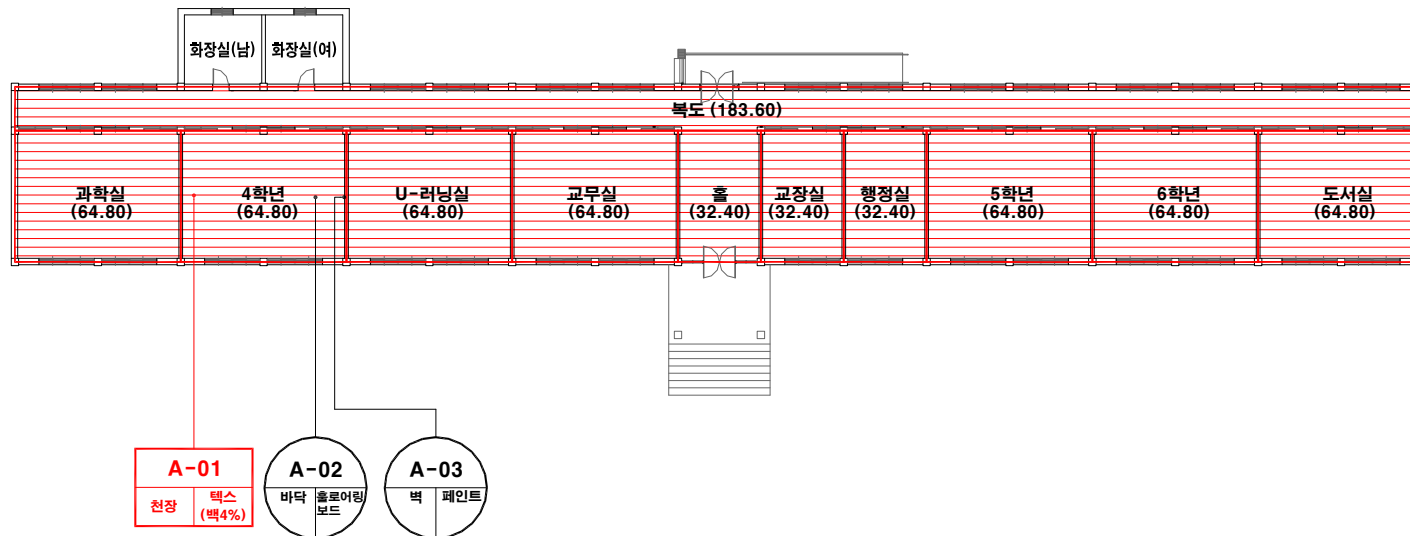 화장실(남) 화장실(여)
복도 (183.60)
과학실 4학년 U-러닝실 교무실 홀 교장실 행정실 5학년 6학년 도서실
(64.80) (64.80) (64.80) (64.80) (32.40) (32.40) (32.40) (64.80) (64.80) (64.80)
A-01 A-02 A-03
천장 텍스 바닥 훌로어링 벽 페인트
(백4%) 보드